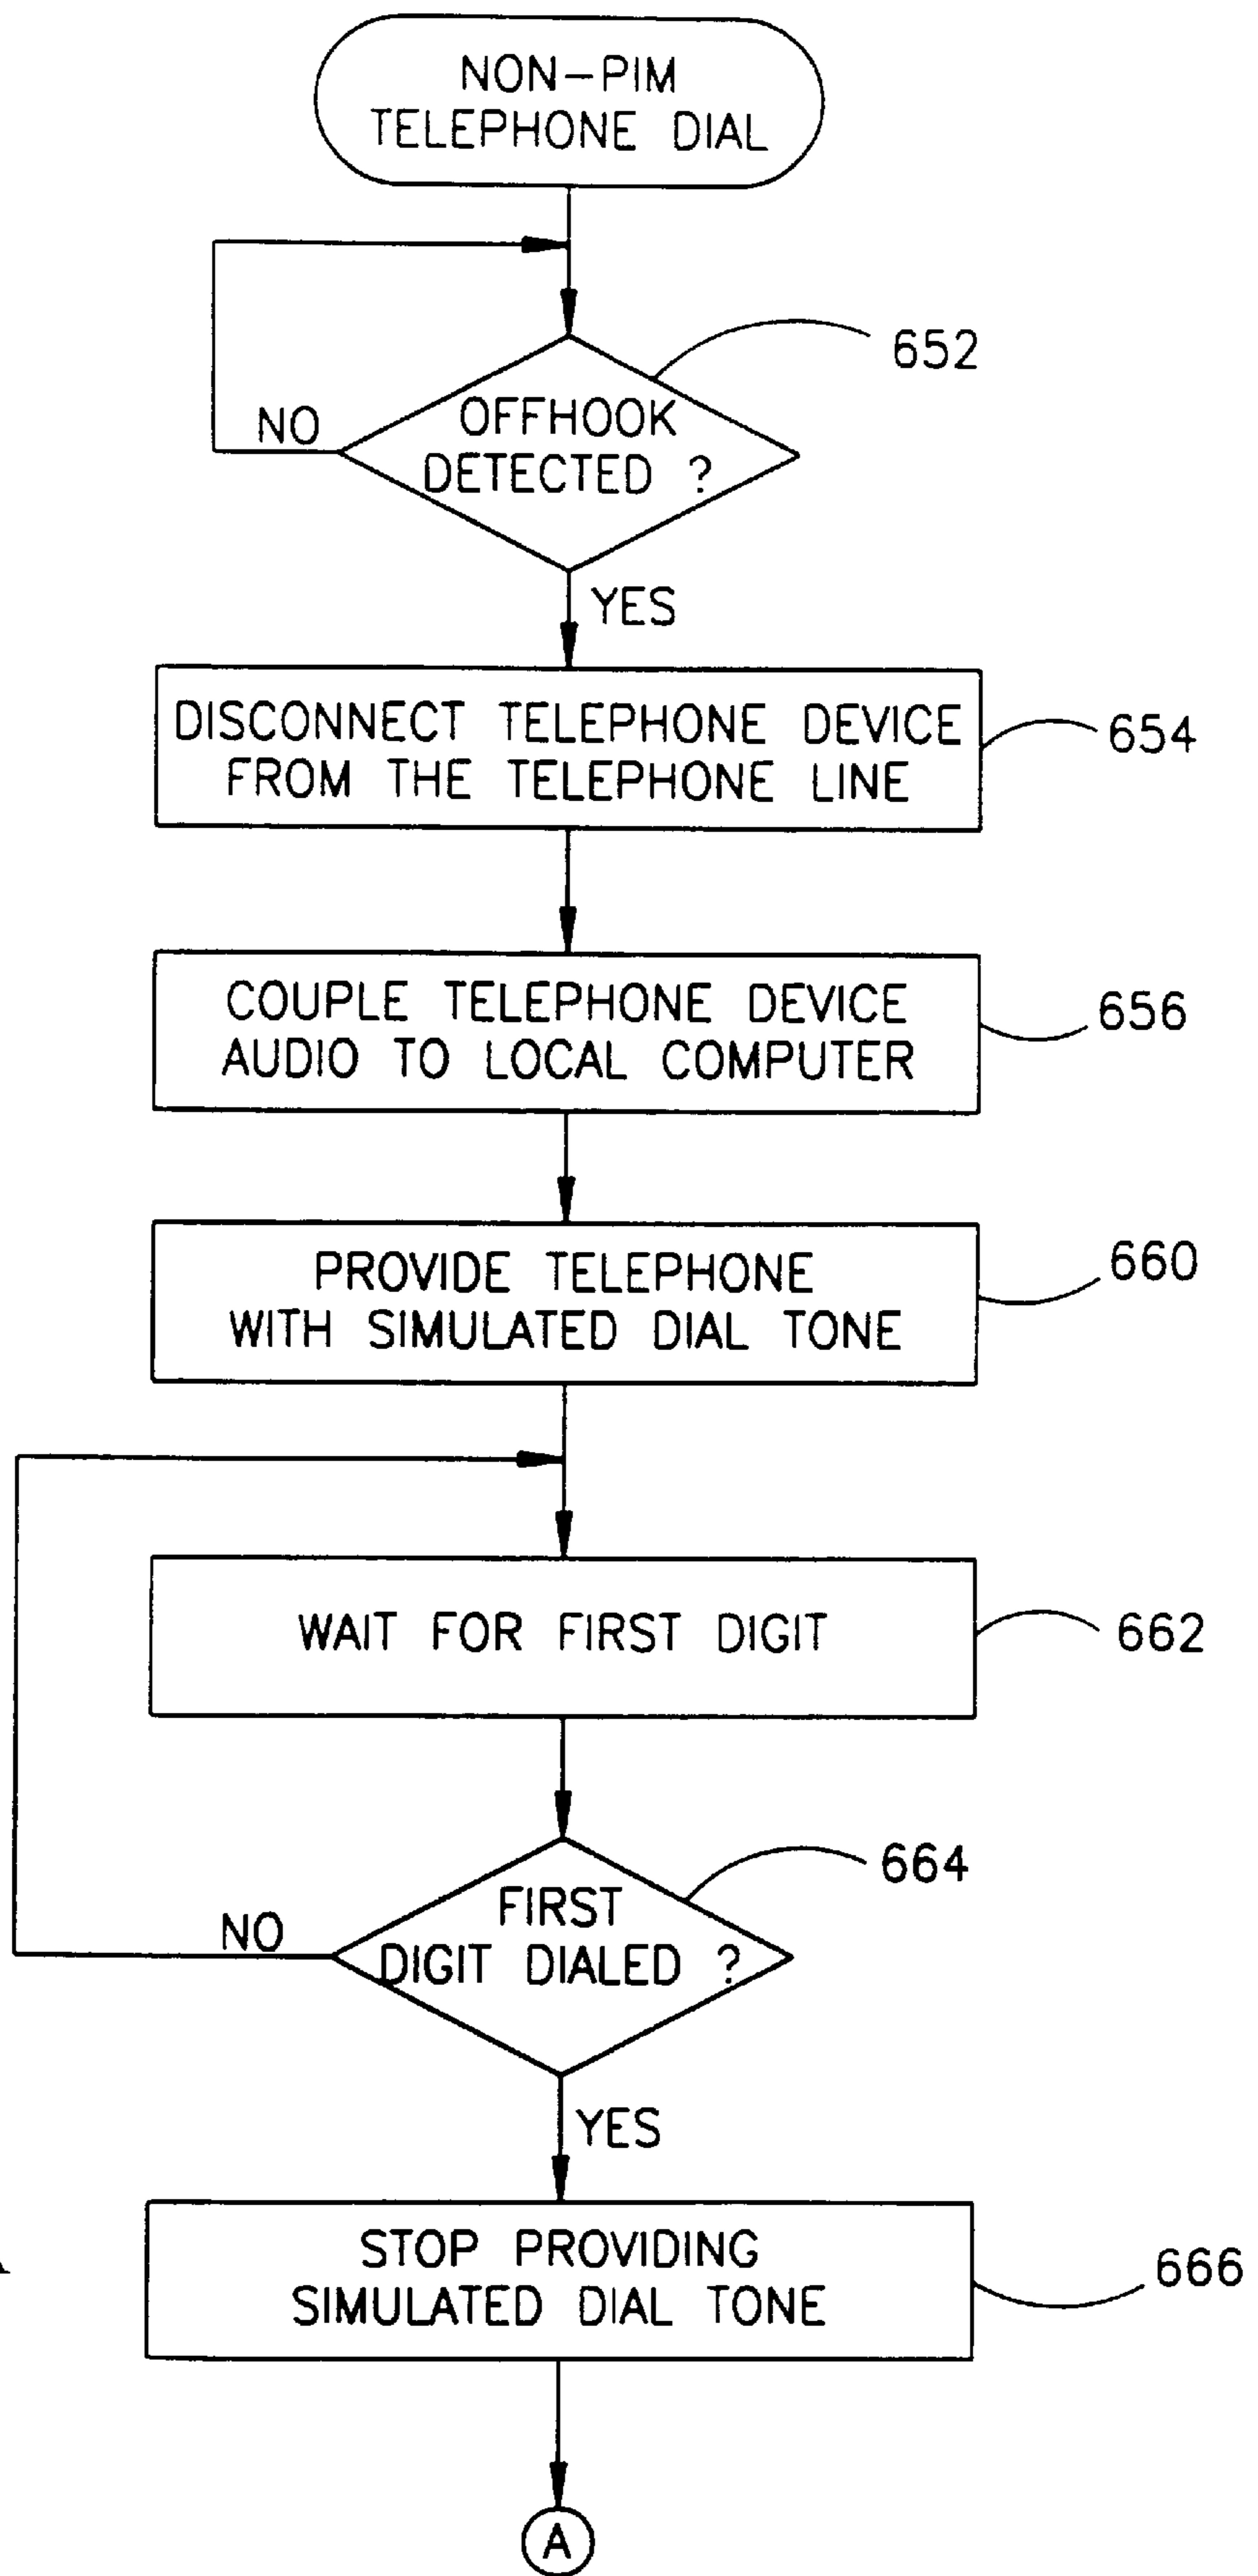 NON-PIM
TELEPHONE DIAL
652
OFFHOOK
DETECTED ?
NO
YES
DISCONNECT TELEPHONE DEVICE
FROM THE TELEPHONE LINE
654
COUPLE TELEPHONE DEVICE
AUDIO TO LOCAL COMPUTER
656
PROVIDE TELEPHONE
WITH SIMULATED DIAL TONE
660
WAIT FOR FIRST DIGIT
662
664
FIRST
DIGIT DIALED ?
NO
YES
STOP PROVIDING
SIMULATED DIAL TONE
666
A